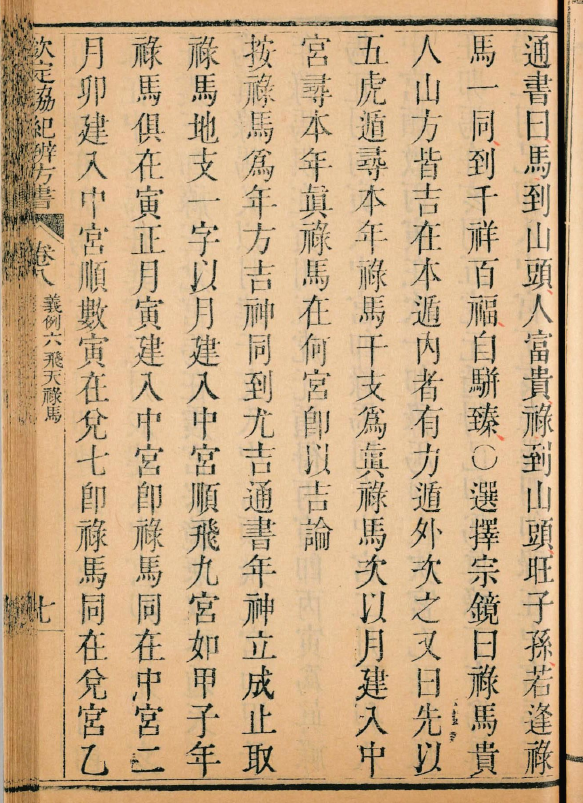 通書曰馬到山頭人富貴祿到山頭旺子孫若逢祿
馬一同到千祥百福自駢臻○選擇宗鏡曰祿馬貴
人山方皆吉在本遁內者有力遁外次之又曰先以
五虎遁尋本年祿馬干支爲眞祿馬次以月建入中
宮尋本年眞祿馬在何宮卽以吉論
按祿馬爲年方吉神同到尤吉通書年神立成止取
祿馬地支一字以月建入中宮順飛九宮如甲子年
祿馬俱在寅正月寅建入中宮卽祿馬同在中宮二
月卯建入中宮順數寅在兌七卽祿馬同在兌宮乙
欽定協紀辨方書 卷八 義例六 飛天祿馬 七